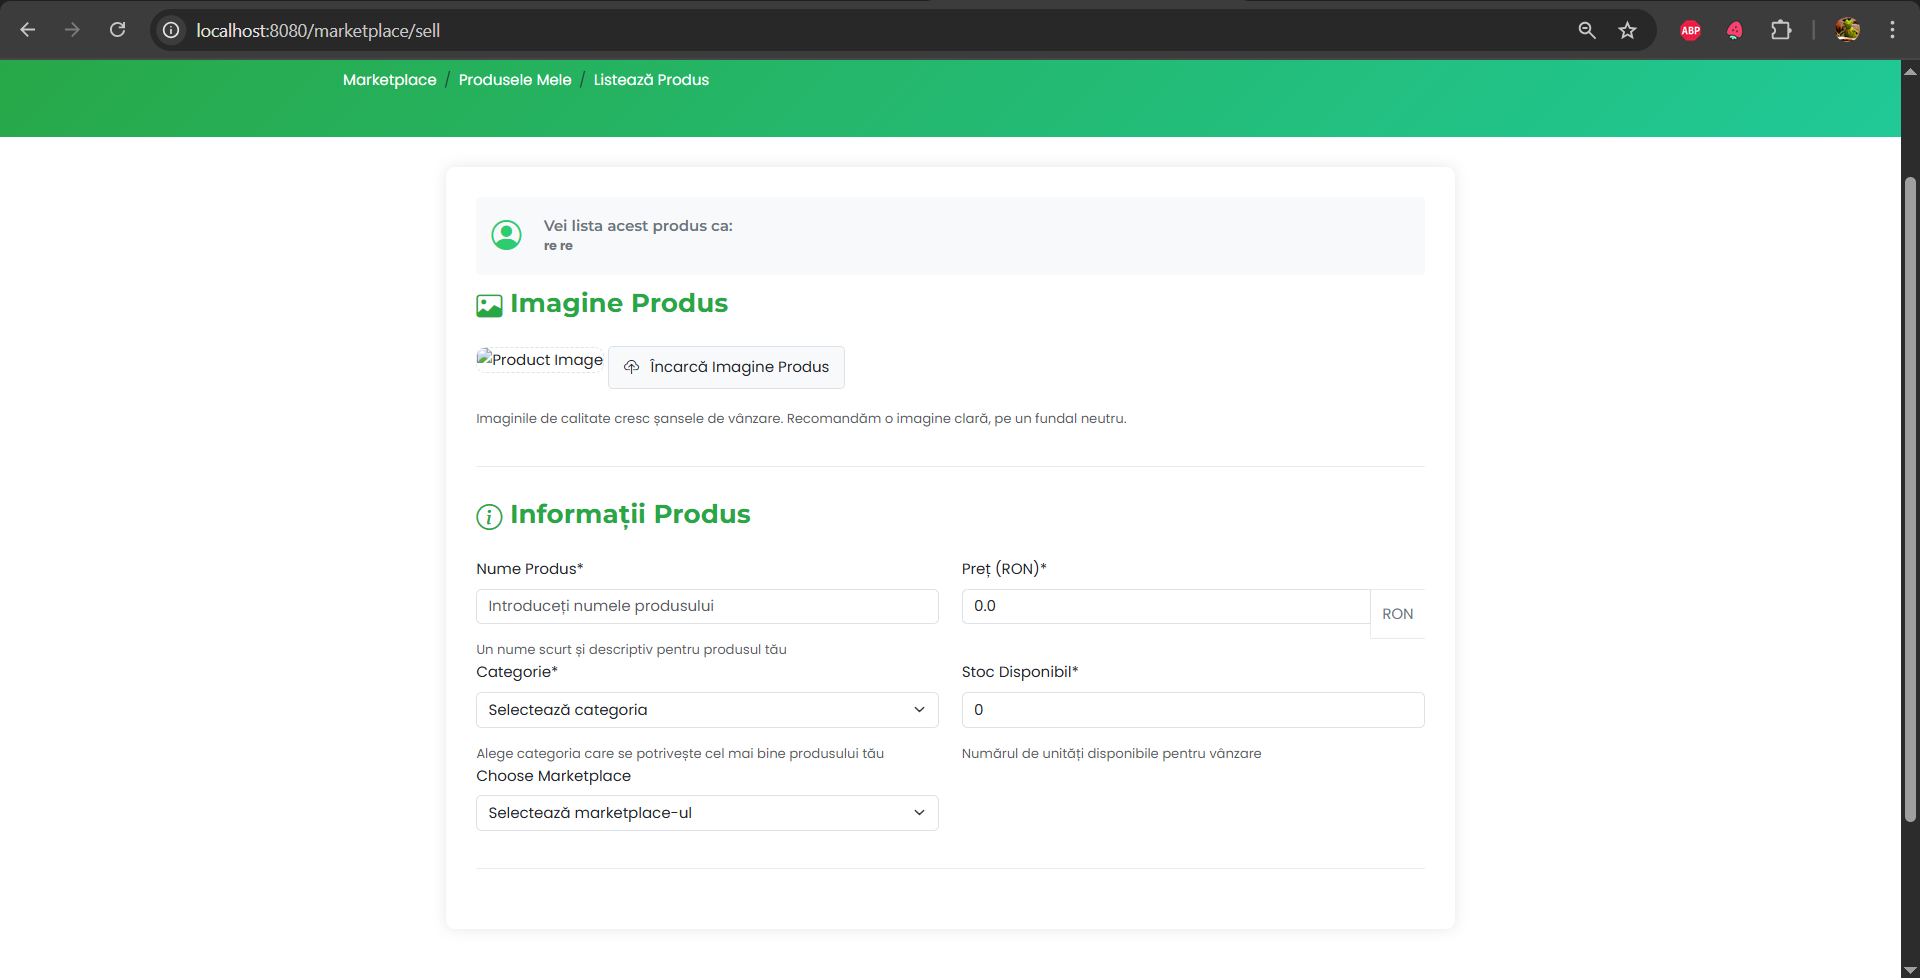 localhost:8080/marketplace/sell
ABP
Marketplace / Produsele Mele / Listează Produs
Vei lista acest produs ca:
re re
Imagine Produs
Product Image
Încarcă Imagine Produs
Imaginile de calitate cresc șansele de vânzare. Recomandăm o imagine clară, pe un fundal neutru.
Informații Produs
Nume Produs*
Preț (RON)*
Introduceți numele produsului
0.0
RON
Un nume scurt și descriptiv pentru produsul tău
Categorie*
Stoc Disponibil*
Selectează categoria
0
Alege categoria care se potrivește cel mai bine produsului tău
Numărul de unități disponibile pentru vânzare
Choose Marketplace
Selectează marketplace-ul